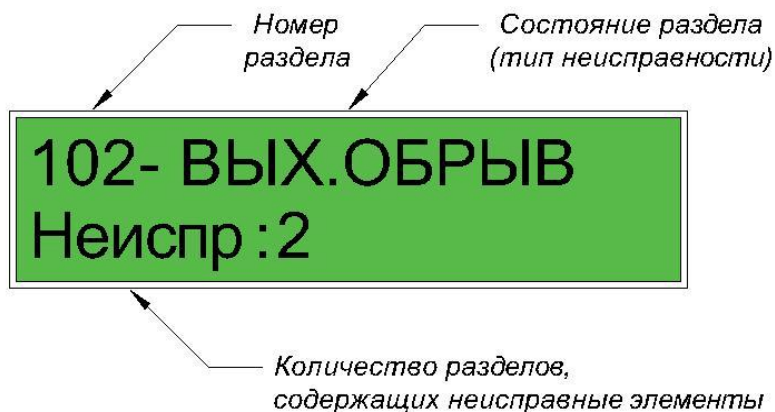 Номер
раздела
Состояние раздела
(тип неисправности)
102- ВЫХ.ОБРЫВ
Неиспр :2
Количество разделов,
содержащих неисправные элементы